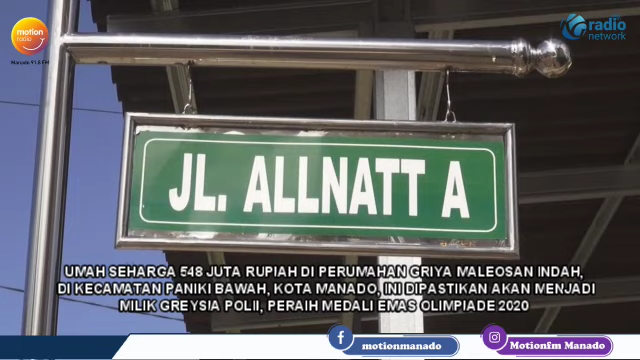 motion
radio
Manado 91.8 FM
radio
network
JL. ALLNATT A
UMAH SEHARGA 548 JUTA RUPIAH DI PERUMAHAN GRIYA MALEOSAN INDAH,
DI KECAMATAN PANIKI BAWAH, KOTA MANADO, INI DIPASTIKAN AKAN MENJADI
MILIK GREYSIA POLII, PERAIH MEDALI EMAS OLIMPIADE 2020
motionmanado
Motionfm Manado